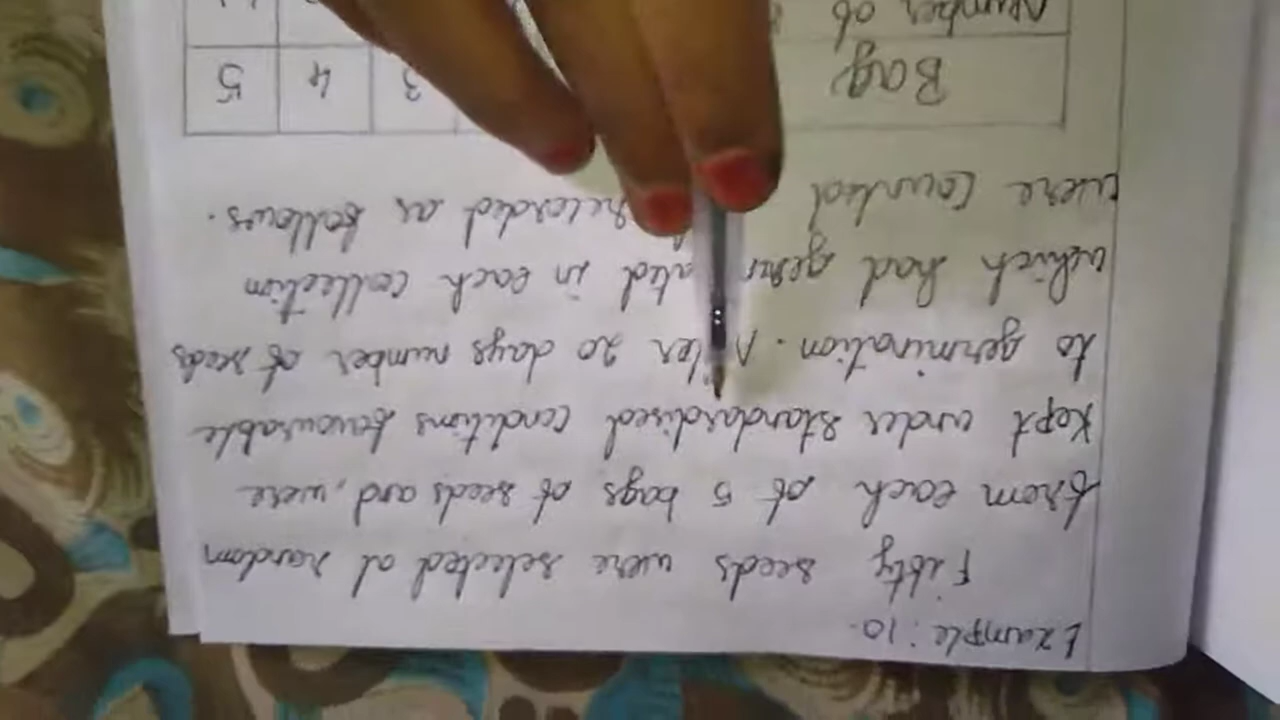 Example: 10.
Fifty seeds were selected at random
from each of 5 bags of seeds and, were
Kept under standardised conditions favourable
to germination. After 20 days number of seeds
which had in each collection
were counted recorded as follows.
Bag 3 4 5
Number of